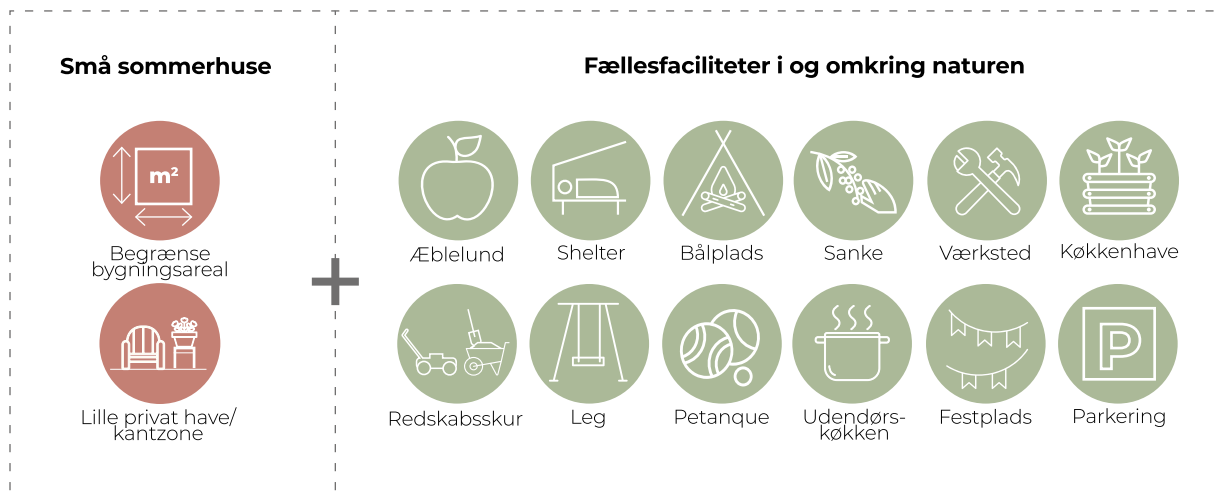 Små sommerhuse
m²
Begrænse
bygningsareal
Lille privat have/
kantzone
+
Fællesfaciliteter i og omkring naturen
Æblelund
Shelter
Bålplads
Sanke
Værksted
Køkkenhave
Redskabsskur
Leg
Petanque
Udendørs-
køkken
Festplads
P
Parkering